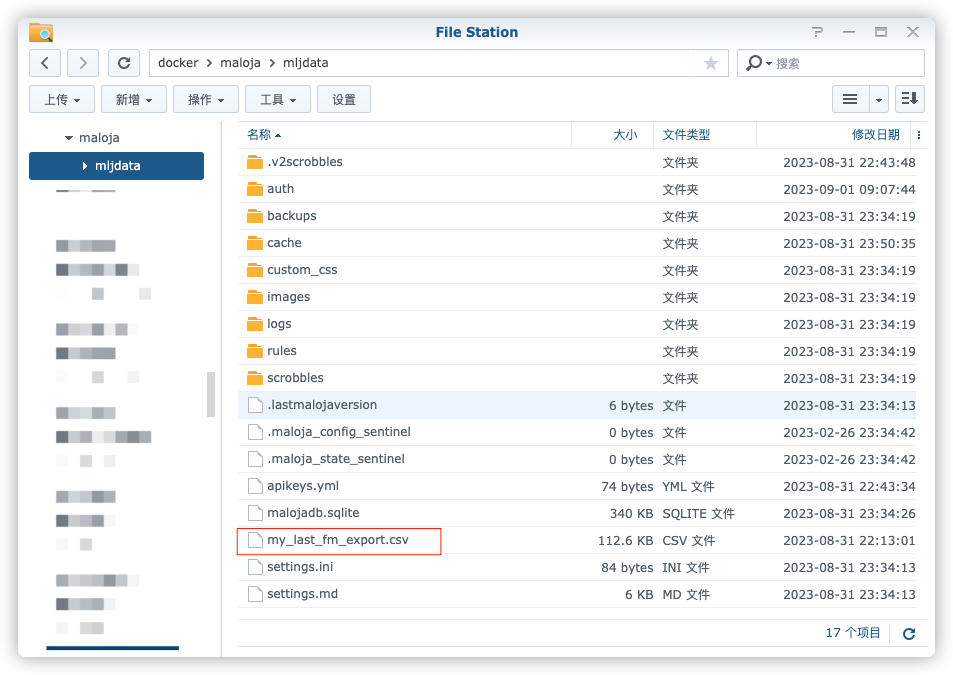 File Station
docker maloja mljdata
搜索
上传 新增 操作 工具 设置
maloja
mljdata
名称 大小 文件类型 修改日期
.v2scrobbles 文件夹 2023-08-31 22:43:48
auth 文件夹 2023-09-01 09:07:44
backups 文件夹 2023-08-31 23:34:19
cache 文件夹 2023-08-31 23:50:35
custom_css 文件夹 2023-08-31 23:34:19
images 文件夹 2023-08-31 23:34:19
logs 文件夹 2023-08-31 23:34:19
rules 文件夹 2023-08-31 23:34:19
scrobbles 文件夹 2023-08-31 23:34:19
.lastmalojaversion 6 bytes 文件 2023-08-31 23:34:13
.maloja_config_sentinel 0 bytes 文件 2023-02-26 23:34:42
.maloja_state_sentinel 0 bytes 文件 2023-02-26 23:34:42
apikeys.yml 74 bytes YML 文件 2023-08-31 22:43:34
malojadb.sqlite 340 KB SQLITE 文件 2023-08-31 23:34:26
my_last_fm_export.csv 112.6 KB CSV 文件 2023-08-31 22:13:01
settings.ini 84 bytes INI 文件 2023-08-31 23:34:13
settings.md 6 KB MD 文件 2023-08-31 23:34:13
17 个项目